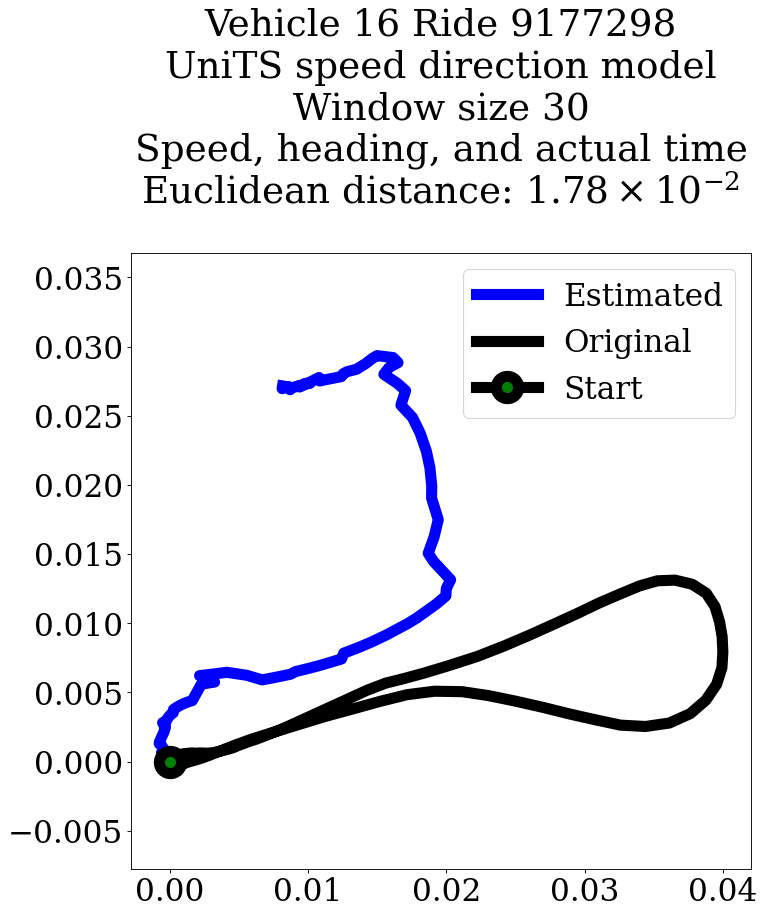 Vehicle 16 Ride 9177298
UniTS speed direction model
Window size 30
Speed, heading, and actual time
Euclidean distance: 1.78 × 10⁻²
0.035
0.030
0.025
0.020
0.015
0.010
0.005
0.000
−0.005
Estimated
Original
Start
0.00 0.01 0.02 0.03 0.04